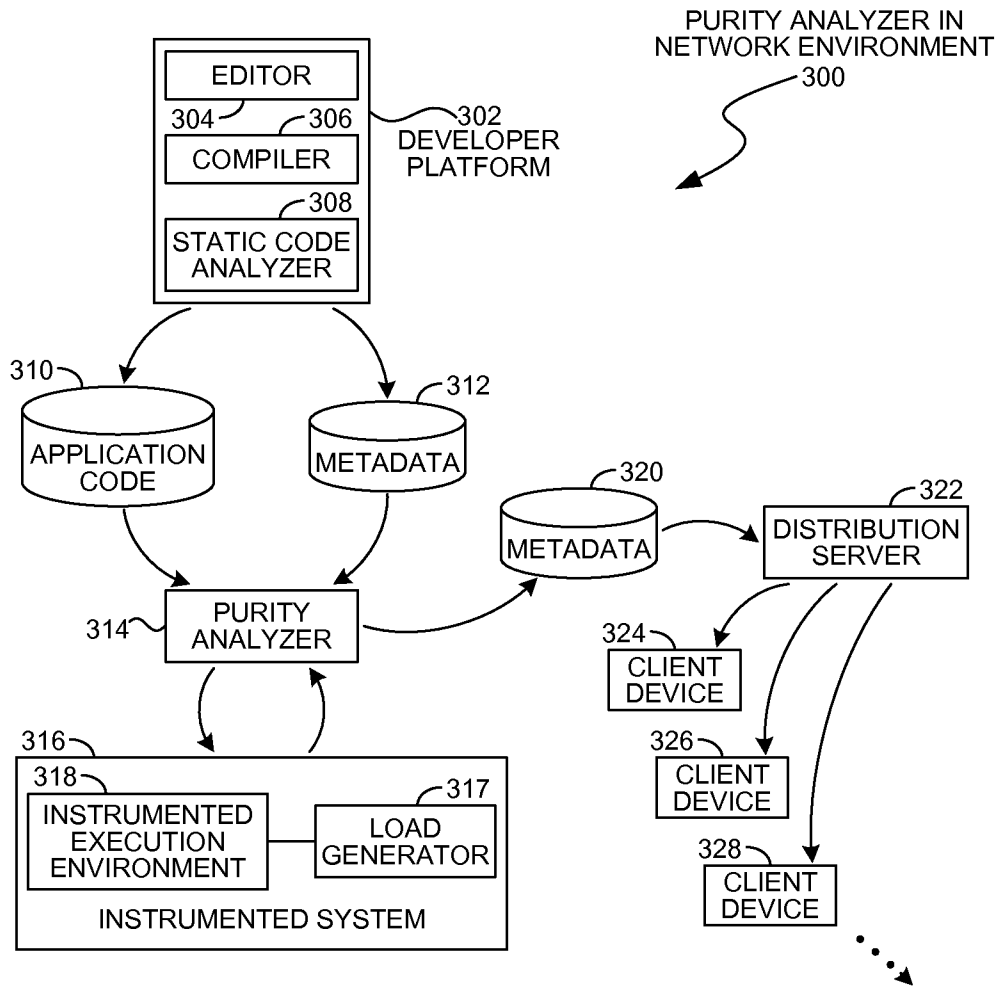 PURITY ANALYZER IN
NETWORK ENVIRONMENT
300
EDITOR
304
306
COMPILER
302
DEVELOPER
PLATFORM
308
STATIC CODE
ANALYZER
310
APPLICATION
CODE
312
METADATA
320
METADATA
322
DISTRIBUTION
SERVER
314
PURITY
ANALYZER
324
CLIENT
DEVICE
326
CLIENT
DEVICE
328
CLIENT
DEVICE
316
318
INSTRUMENTED
EXECUTION
ENVIRONMENT
317
LOAD
GENERATOR
INSTRUMENTED SYSTEM